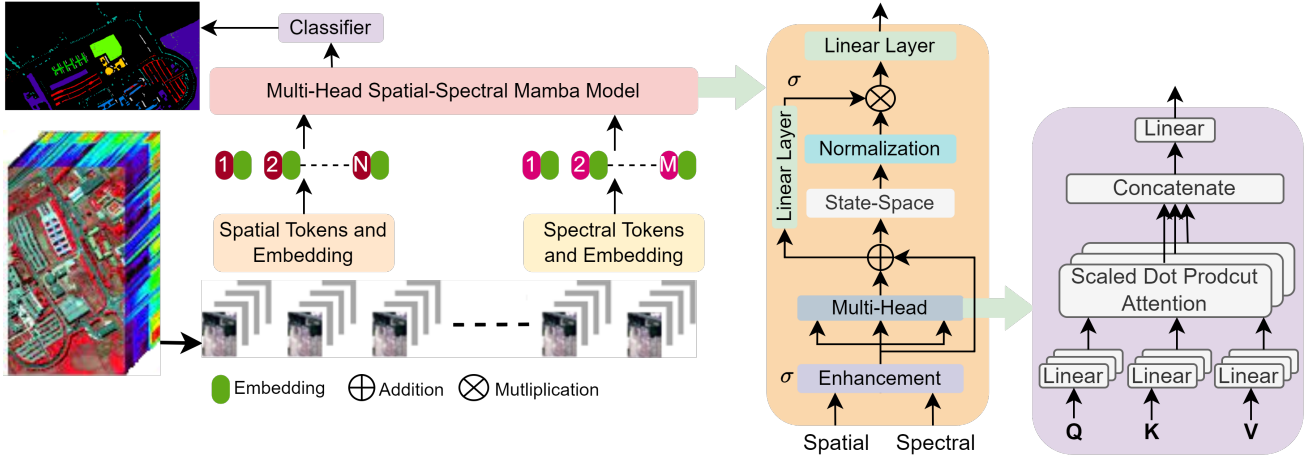 Classifier
Multi-Head Spatial-Spectral Mamba Model
1 2 N
1 2 M
Spatial Tokens and
Embedding
Spectral Tokens
and Embedding
Embedding
Addition
Mutliplication
Linear Layer
σ
Linear Layer
Normalization
State-Space
Multi-Head
σ
Enhancement
Spatial
Spectral
Linear
Concatenate
Scaled Dot Prodcut
Attention
Linear
Linear
Linear
Q
K
V